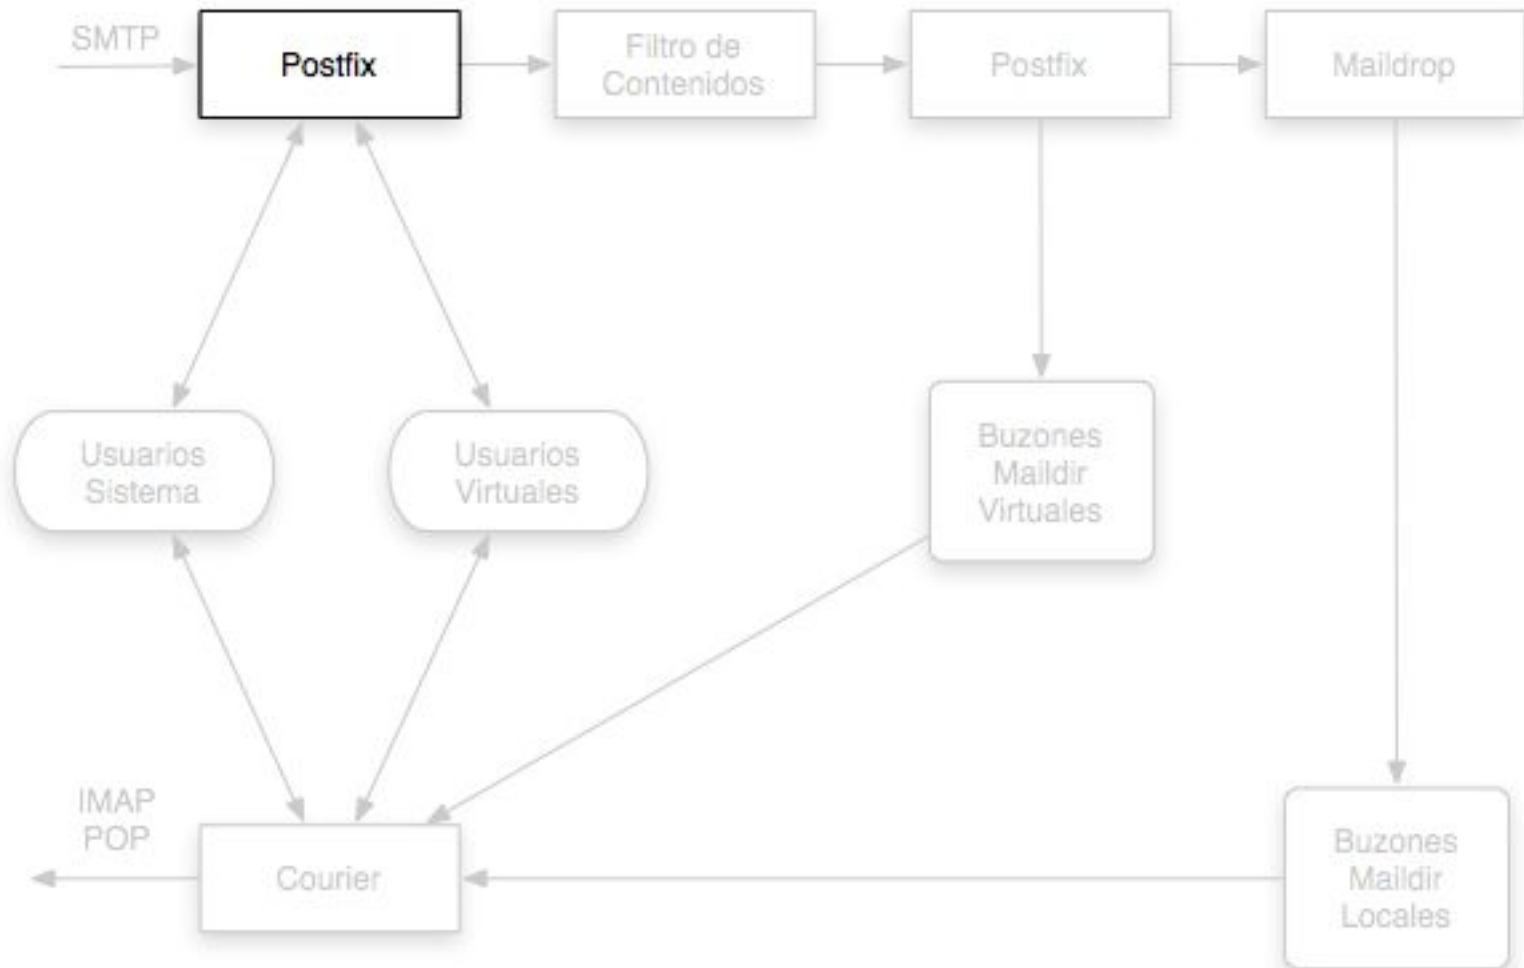 SMTP
Postfix
Filtro de
Contenidos
Postfix
Maildrop
Usuarios
Sistema
Usuarios
Virtuales
Buzones
Maildir
Virtuales
IMAP
POP
Courier
Buzones
Maildir
Locales